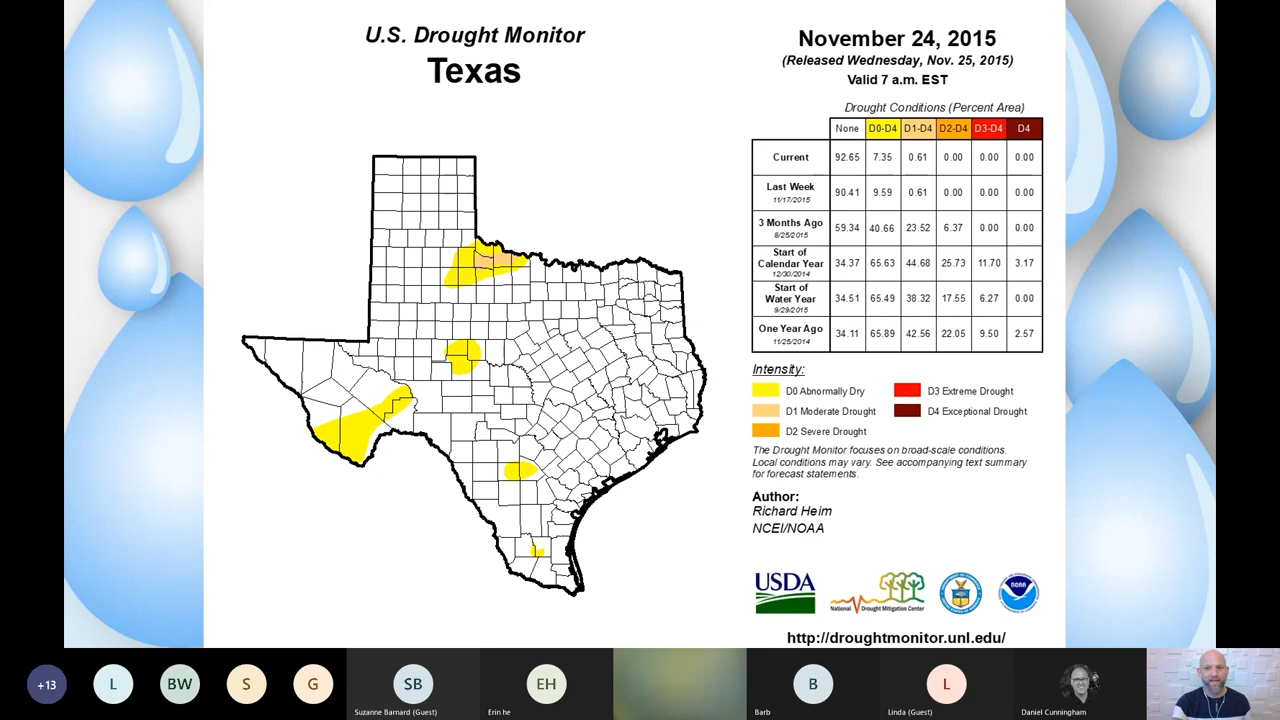 U.S. Drought Monitor
Texas
November 24, 2015
(Released Wednesday, Nov. 25, 2015)
Valid 7 a.m. EST
Drought Conditions (Percent Area)
None D0-D4 D1-D4 D2-D4 D3-D4 D4
Current 92.65 7.35 0.61 0.00 0.00 0.00
Last Week 11/17/2015 90.41 9.59 0.61 0.00 0.00 0.00
3 Months Ago 8/25/2015 59.34 40.66 23.52 6.37 0.00 0.00
Start of Calendar Year 12/30/2014 34.37 65.63 44.68 25.73 11.70 3.17
Start of Water Year 9/29/2015 34.51 65.49 38.32 17.55 6.27 0.00
One Year Ago 11/25/2014 34.11 65.89 42.56 22.05 9.50 2.57
Intensity:
D0 Abnormally Dry
D1 Moderate Drought
D2 Severe Drought
D3 Extreme Drought
D4 Exceptional Drought
The Drought Monitor focuses on broad-scale conditions.
Local conditions may vary. See accompanying text summary
for forecast statements.
Author:
Richard Heim
NCEI/NOAA
USDA
National Drought Mitigation Center
NOAA
http://droughtmonitor.unl.edu/
+13
L
BW
S
G
SB
Suzanne Barnard (Guest)
EH
Erin he
B
Barb
L
Linda (Guest)
Daniel Cunningham